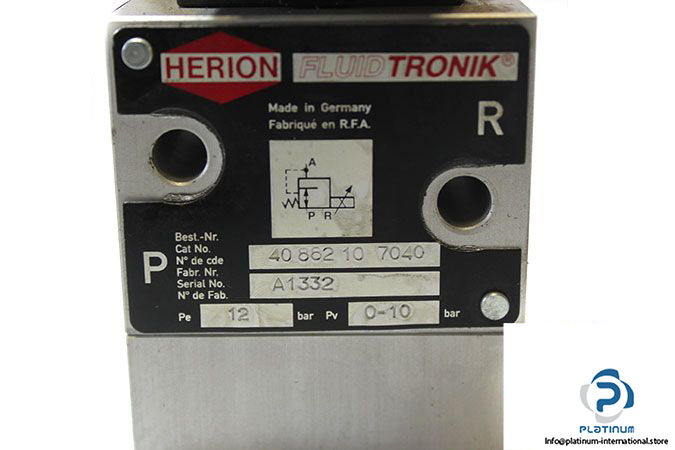 HERION FLUIDTRONIK®
Made in Germany
Fabriqué en R.F.A.
R
A
P R
P
Best.-Nr.
Cat No.
N° de cde
40 862 10 7040
Fabr. Nr.
Serial No.
N° de Fab.
A1332
Pe 12 bar Pv 0-10 bar
PLATINUM
Info@platinum-international.store